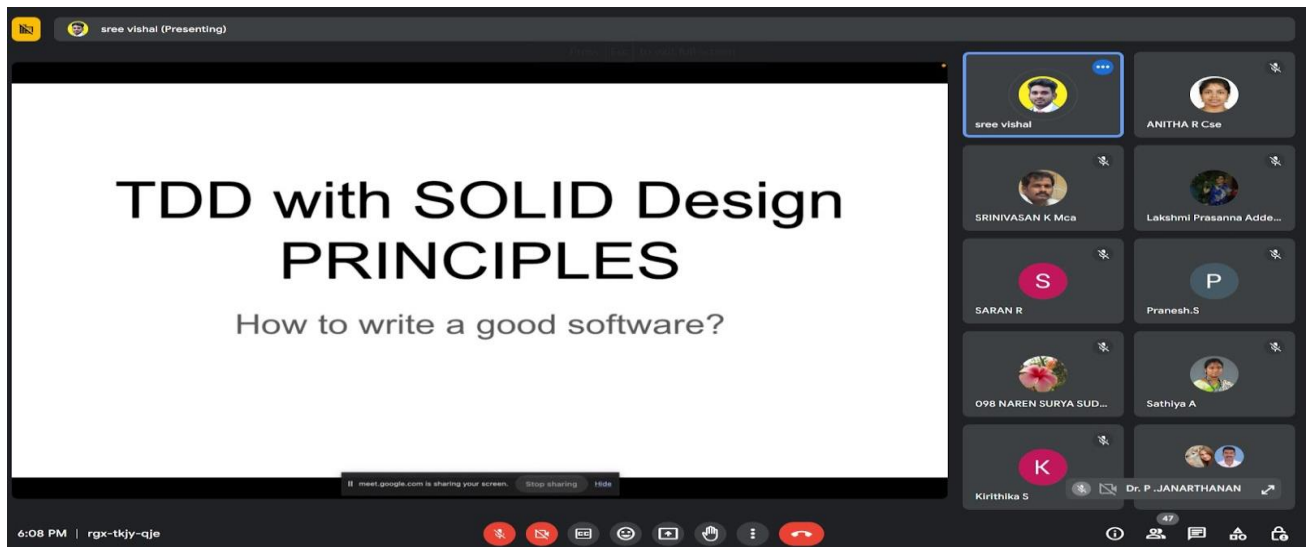 sree vishal (Presenting)
TDD with SOLID Design
PRINCIPLES
How to write a good software?
meet.google.com is sharing your screen. Stop sharing Hide
sree vishal
ANITHA R Cse
SRINIVASAN K Mca
Lakshmi Prasanna Adde...
S
SARAN R
P
Pranesh.S
098 NAREN SURYA SUD...
Sathiya A
K
Kirithika S
Dr. P .JANARTHANAN
6:08 PM | rgx-tkjy-qje
CC
47